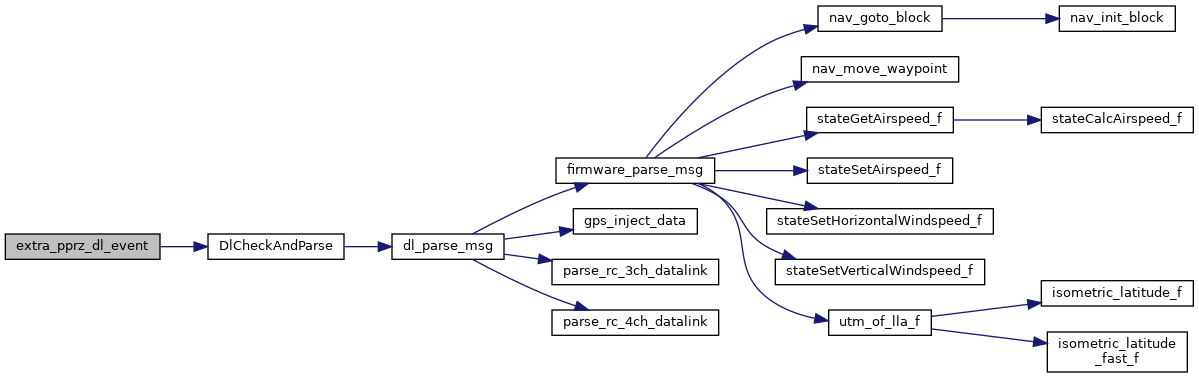 extra_pprz_dl_event
DlCheckAndParse
dl_parse_msg
firmware_parse_msg
gps_inject_data
parse_rc_3ch_datalink
parse_rc_4ch_datalink
nav_goto_block
nav_move_waypoint
stateGetAirspeed_f
stateSetAirspeed_f
stateSetHorizontalWindspeed_f
stateSetVerticalWindspeed_f
utm_of_lla_f
nav_init_block
stateCalcAirspeed_f
isometric_latitude_f
isometric_latitude
_fast_f